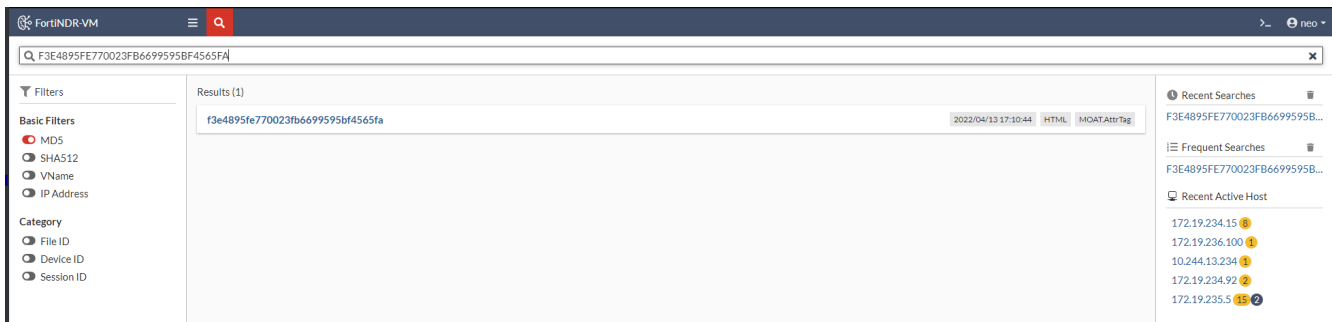 FortiNDR-VM
>_ neo
F3E4895FE770023FB6699595BF4565FA
Filters
Basic Filters
MD5
SHA512
VName
IP Address
Category
File ID
Device ID
Session ID
Results (1)
f3e4895fe770023fb6699595bf4565fa 2022/04/13 17:10:44 HTML MOAT.AttrTag
Recent Searches
F3E4895FE770023FB6699595B...
Frequent Searches
F3E4895FE770023FB6699595B...
Recent Active Host
172.19.234.15 8
172.19.236.100 1
10.244.13.234 1
172.19.234.92 2
172.19.235.5 15 2